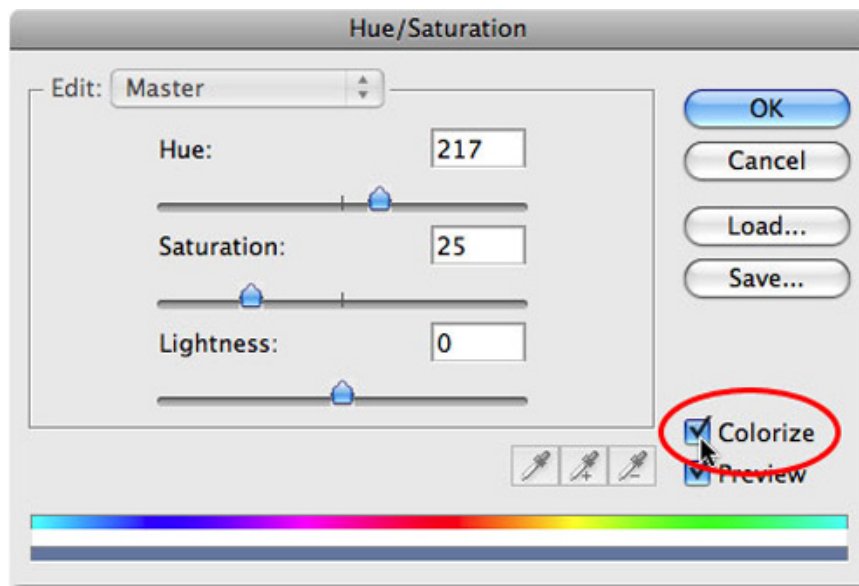 Hue/Saturation
Edit: Master
Hue: 217
Saturation: 25
Lightness: 0
OK
Cancel
Load...
Save...
Colorize
Preview